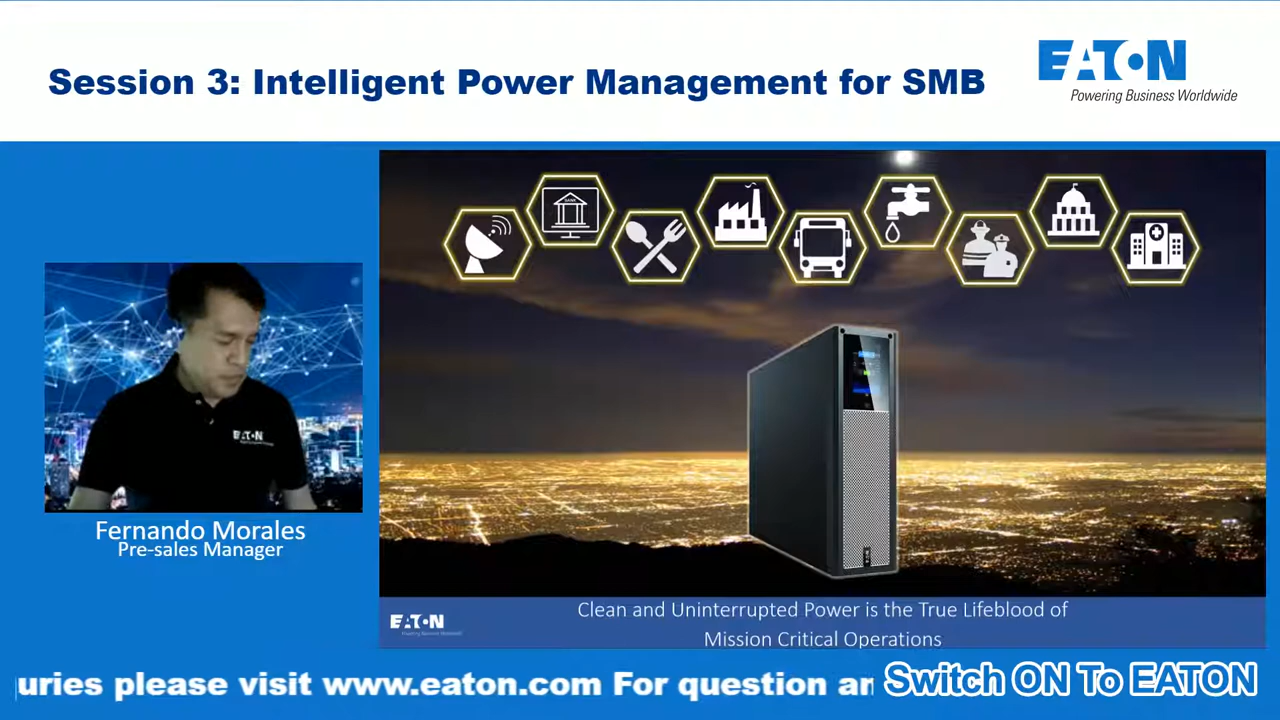 Session 3: Intelligent Power Management for SMB
EATON
Powering Business Worldwide
BANK
EATON
Fernando Morales
Pre-sales Manager
EATON
Clean and Uninterrupted Power is the True Lifeblood of
Mission Critical Operations
uries please visit www.eaton.com For question an
Switch ON To EATON